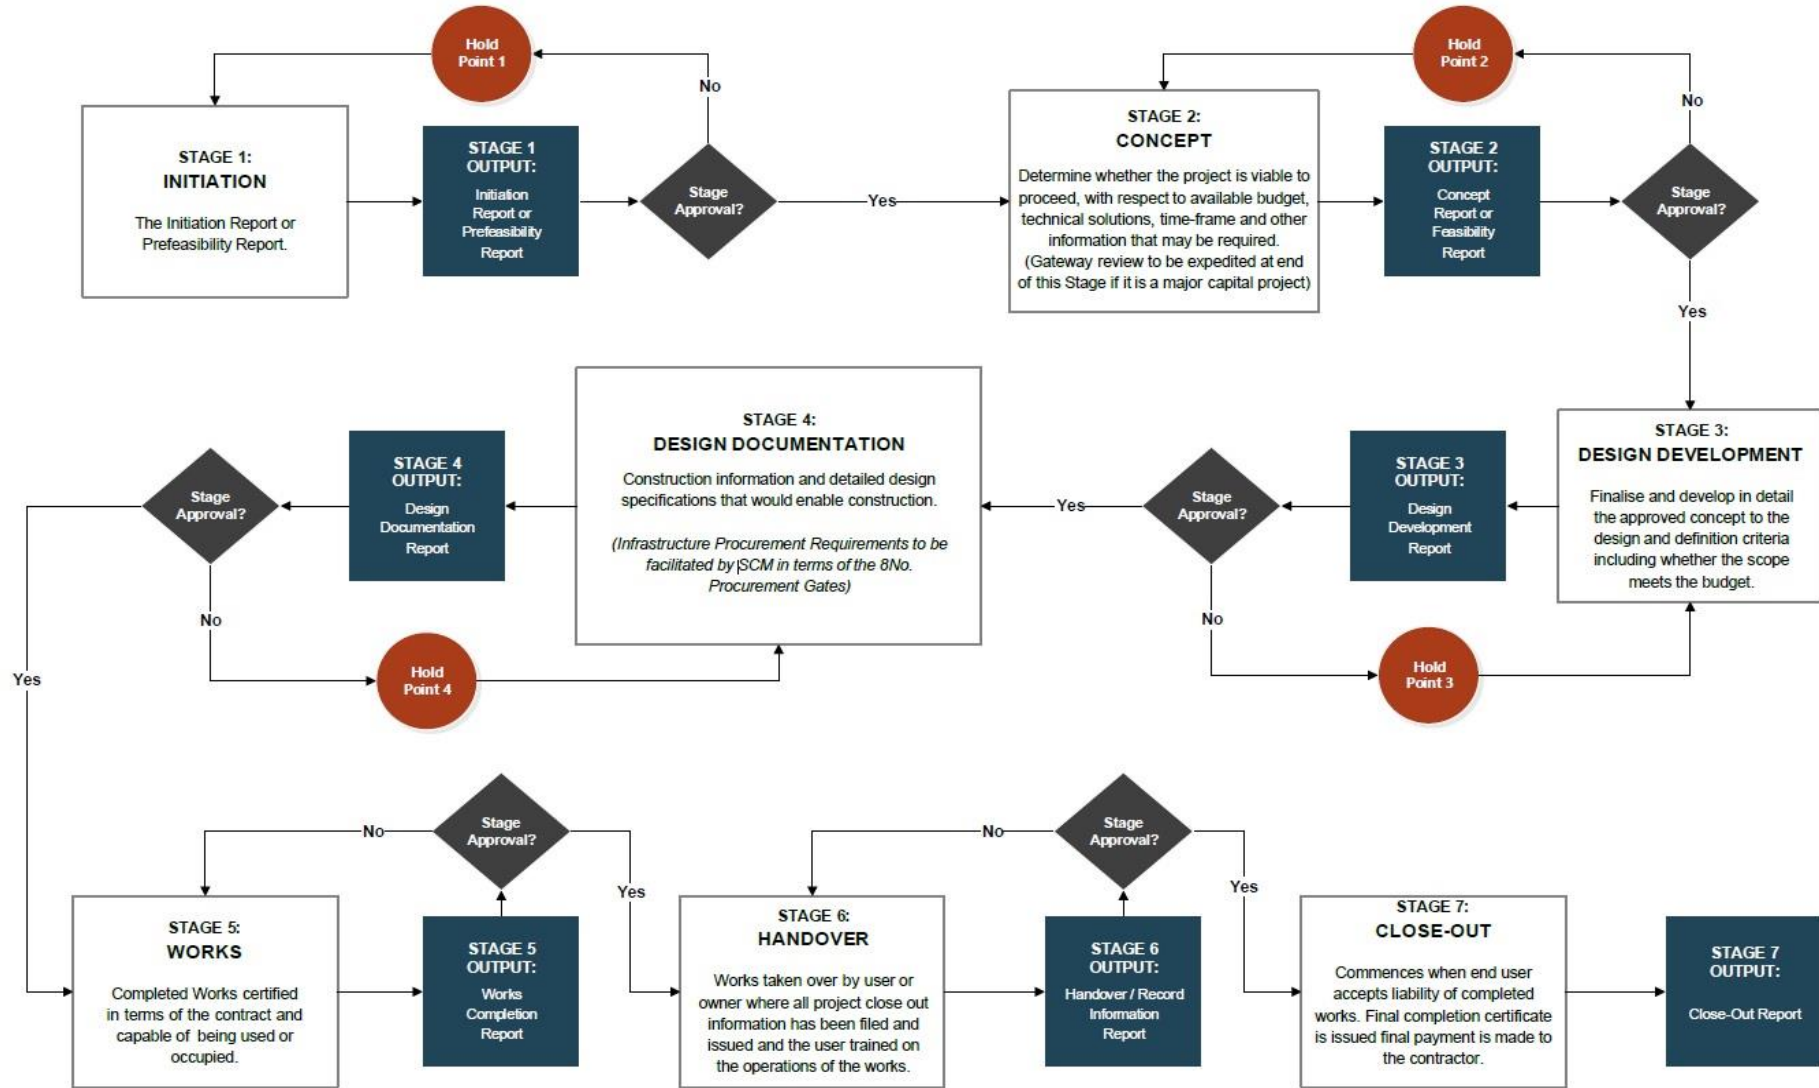 Hold
Point 1
No
STAGE 1:
INITIATION
The Initiation Report or
Prefeasibility Report.
STAGE 1
OUTPUT:
Initiation
Report or
Prefeasibility
Report
Stage
Approval?
Yes
Hold
Point 2
No
STAGE 2:
CONCEPT
Determine whether the project is viable to
proceed, with respect to available budget,
technical solutions, time-frame and other
information that may be required.
(Gateway review to be expedited at end
of this Stage if it is a major capital project)
STAGE 2
OUTPUT:
Concept
Report or
Feasibility
Report
Stage
Approval?
Yes
STAGE 3:
DESIGN DEVELOPMENT
Finalise and develop in detail
the approved concept to the
design and definition criteria
including whether the scope
meets the budget.
STAGE 3
OUTPUT:
Design
Development
Report
Stage
Approval?
Yes
No
Hold
Point 3
STAGE 4:
DESIGN DOCUMENTATION
Construction information and detailed design
specifications that would enable construction.
(Infrastructure Procurement Requirements to be
facilitated by SCM in terms of the 8No.
Procurement Gates)
STAGE 4
OUTPUT:
Design
Documentation
Report
Stage
Approval?
No
Hold
Point 4
Yes
STAGE 5:
WORKS
Completed Works certified
in terms of the contract and
capable of being used or
occupied.
STAGE 5
OUTPUT:
Works
Completion
Report
Stage
Approval?
No
Yes
STAGE 6:
HANDOVER
Works taken over by user or
owner where all project close out
information has been filed and
issued and the user trained on
the operations of the works.
STAGE 6
OUTPUT:
Handover / Record
Information
Report
Stage
Approval?
No
Yes
STAGE 7:
CLOSE-OUT
Commences when end user
accepts liability of completed
works. Final completion certificate
is issued final payment is made to
the contractor.
STAGE 7
OUTPUT:
Close-Out Report